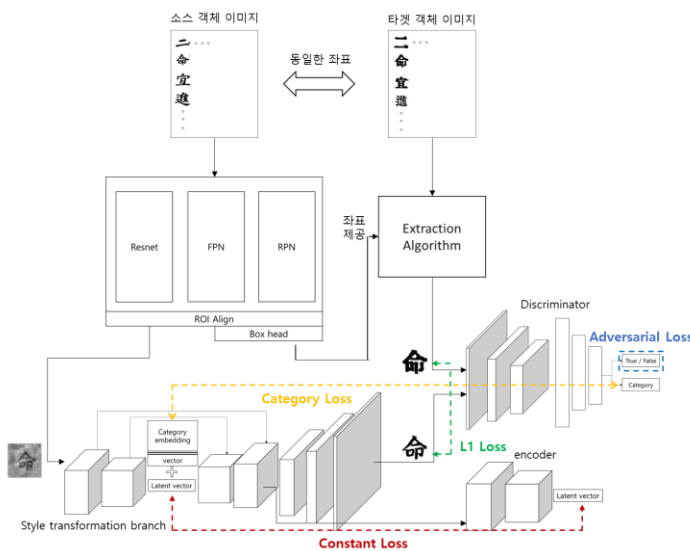 소스 객체 이미지
타겟 객체 이미지
二
命
宜
進
동일한 좌표
二
命
宜
進
Resnet
FPN
RPN
ROI Align
Box head
좌표
제공
Extraction
Algorithm
Discriminator
Adversarial Loss
True / False
Category
命
Category Loss
L1 Loss
命
命
Category
embedding
vector
Latent vector
Style transformation branch
encoder
Latent vector
Constant Loss